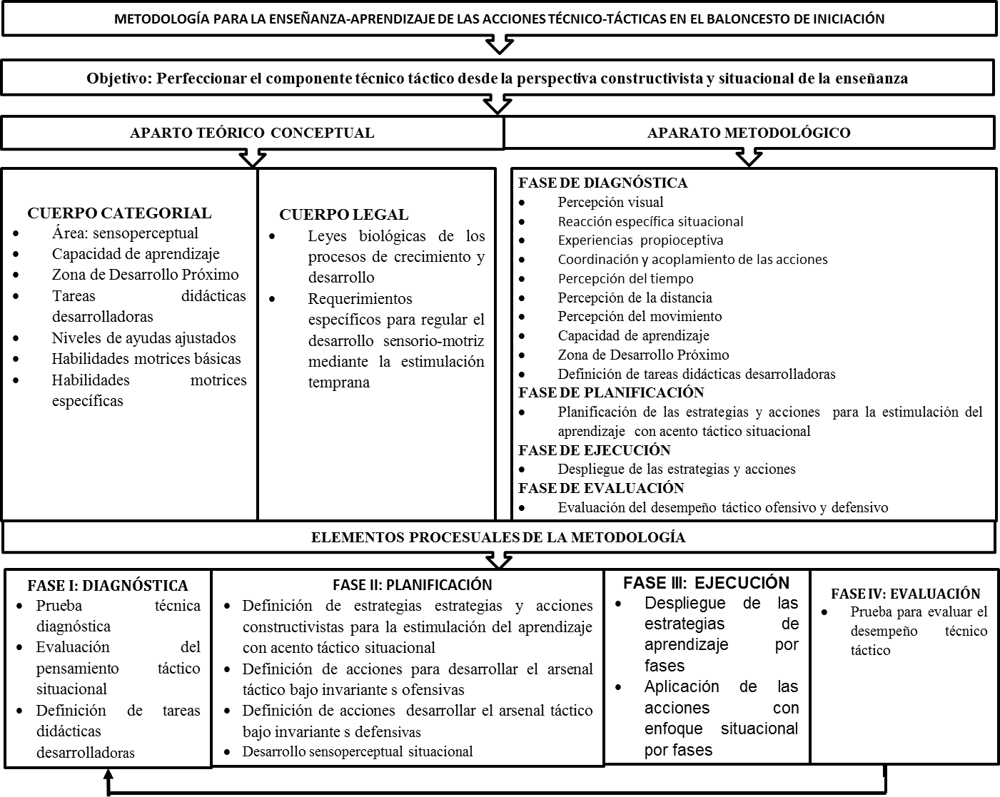 METODOLOGÍA PARA LA ENSEÑANZA-APRENDIZAJE DE LAS ACCIONES TÉCNICO-TÁCTICAS EN EL BALONCESTO DE INICIACIÓN
Objetivo: Perfeccionar el componente técnico táctico desde la perspectiva constructivista y situacional de la enseñanza
APARTO TEÓRICO CONCEPTUAL
APARATO METODOLÓGICO
CUERPO CATEGORIAL
• Área: sensoperceptual
• Capacidad de aprendizaje
• Zona de Desarrollo Próximo
• Tareas didácticas
desarrolladoras
• Niveles de ayudas ajustados
• Habilidades motrices básicas
• Habilidades motrices
específicas
CUERPO LEGAL
• Leyes biológicas de los
procesos de crecimiento y
desarrollo
• Requerimientos
específicos para regular el
desarrollo sensorio-motriz
mediante la estimulación
temprana
FASE DE DIAGNÓSTICA
• Percepción visual
• Reacción específica situacional
• Experiencias propioceptiva
• Coordinación y acoplamiento de las acciones
• Percepción del tiempo
• Percepción de la distancia
• Percepción del movimiento
• Capacidad de aprendizaje
• Zona de Desarrollo Próximo
• Definición de tareas didácticas desarrolladoras
FASE DE PLANIFICACIÓN
• Planificación de las estrategias y acciones para la estimulación del
aprendizaje con acento táctico situacional
FASE DE EJECUCIÓN
• Despliegue de las estrategias y acciones
FASE DE EVALUACIÓN
• Evaluación del desempeño táctico ofensivo y defensivo
ELEMENTOS PROCESUALES DE LA METODOLOGÍA
FASE I: DIAGNÓSTICA
• Prueba técnica
diagnóstica
• Evaluación del
pensamiento táctico
situacional
• Definición de tareas
didácticas
desarrolladoras
FASE II: PLANIFICACIÓN
• Definición de estrategias estrategias y acciones
constructivistas para la estimulación del aprendizaje
con acento táctico situacional
• Definición de acciones para desarrollar el arsenal
táctico bajo invariante s ofensivas
• Definición de acciones desarrollar el arsenal táctico
bajo invariante s defensivas
• Desarrollo sensoperceptual situacional
FASE III: EJECUCIÓN
• Despliegue de las
estrategias de
aprendizaje por
fases
• Aplicación de las
acciones con
enfoque situacional
por fases
FASE IV: EVALUACIÓN
• Prueba para evaluar el
desempeño técnico
táctico